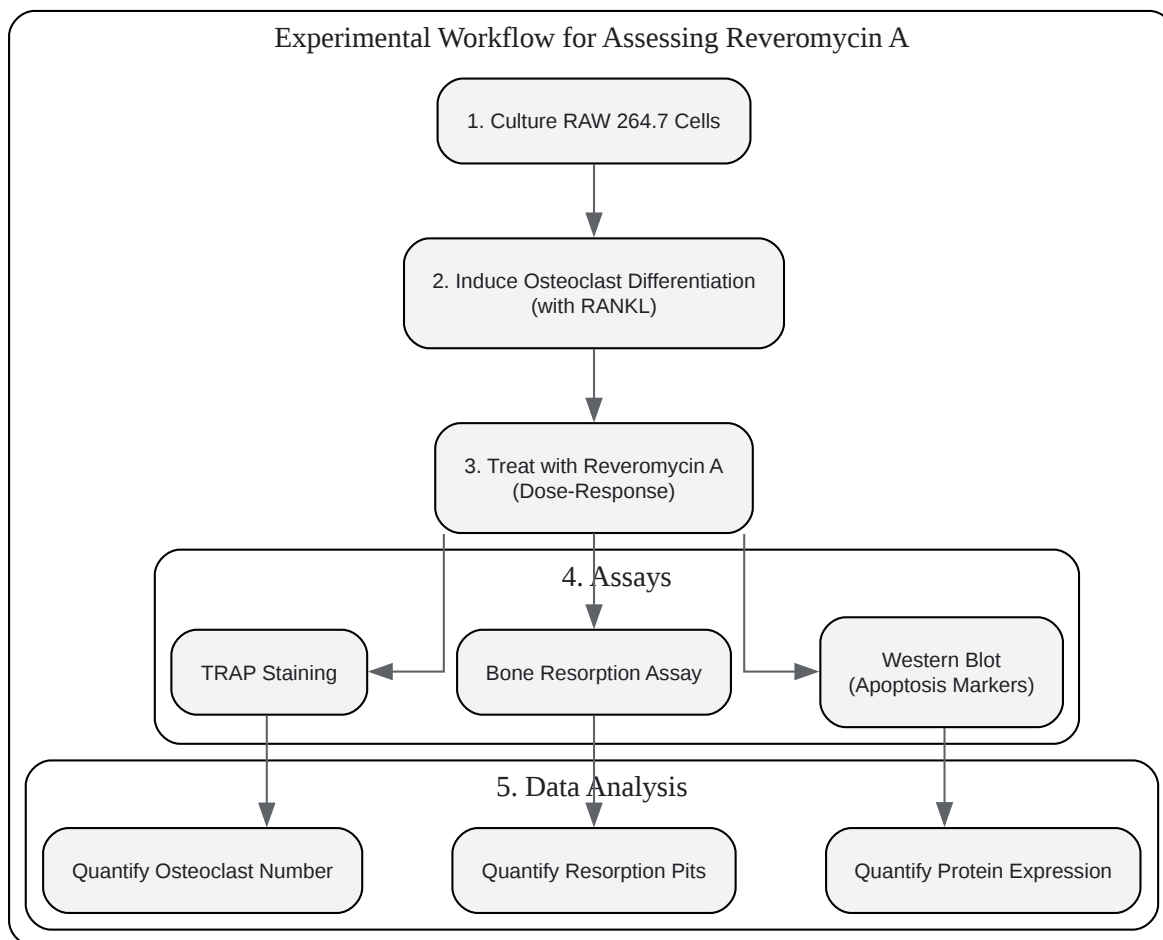 Experimental Workflow for Assessing Reveromycin A
1. Culture RAW 264.7 Cells
2. Induce Osteoclast Differentiation
(with RANKL)
3. Treat with Reveromycin A
(Dose-Response)
4. Assays
TRAP Staining
Bone Resorption Assay
Western Blot
(Apoptosis Markers)
5. Data Analysis
Quantify Osteoclast Number
Quantify Resorption Pits
Quantify Protein Expression